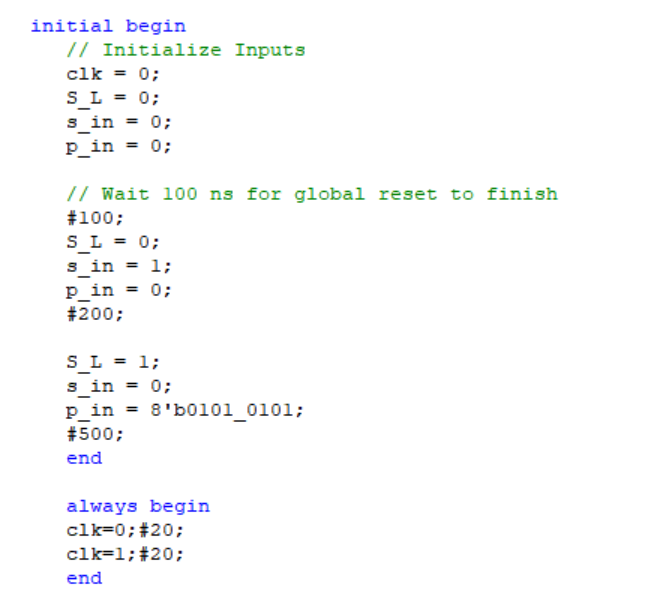 initial begin
// Initialize Inputs
clk = 0;
S_L = 0;
s_in = 0;
p_in = 0;
// Wait 100 ns for global reset to finish
#100;
S_L = 0;
s_in = 1;
p_in = 0;
#200;
S_L = 1;
s_in = 0;
p_in = 8'b0101_0101;
#500;
end
always begin
clk=0;#20;
clk=1;#20;
end